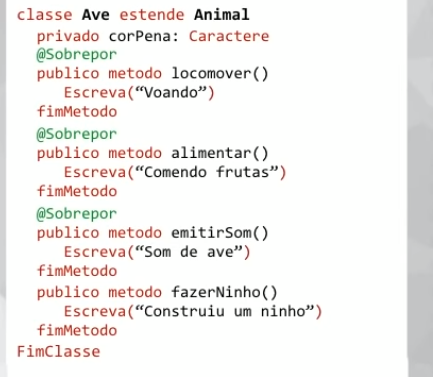 classe Ave estende Animal
privado corPena: Caractere
@Sobrepor
publico metodo locomover()
Escreva(“Voando”)
fimMetodo
@Sobrepor
publico metodo alimentar()
Escreva(“Comendo frutas”)
fimMetodo
@Sobrepor
publico metodo emitirSom()
Escreva(“Som de ave”)
fimMetodo
publico metodo fazerNinho()
Escreva(“Construiu um ninho”)
fimMetodo
FimClasse